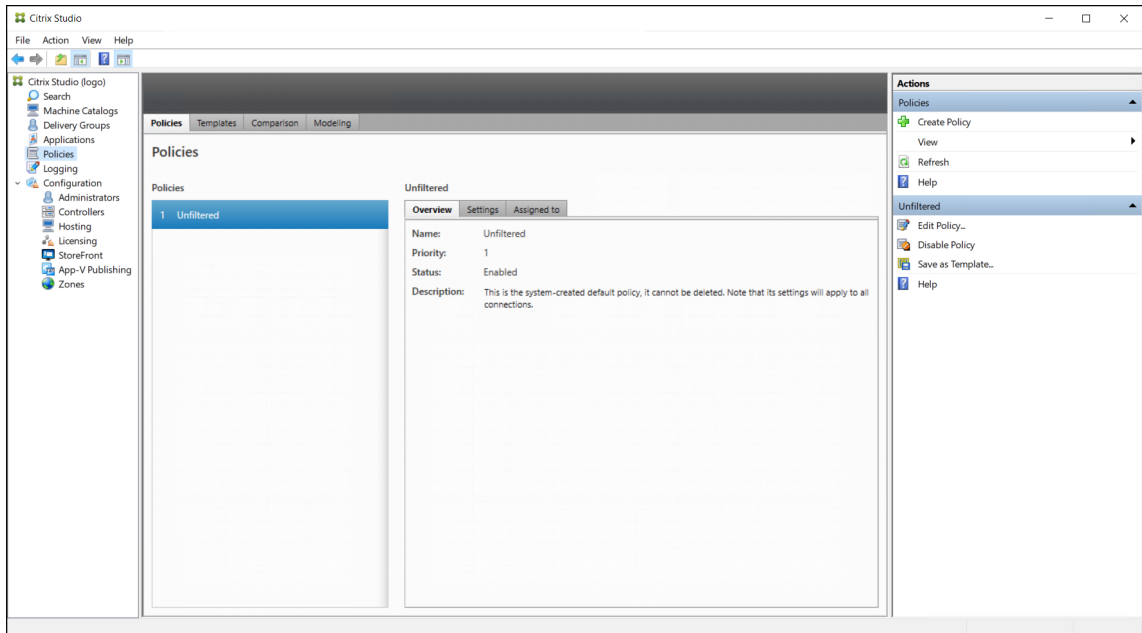 Citrix Studio
File Action View Help
Citrix Studio (logo)
Search
Machine Catalogs
Delivery Groups
Applications
Policies
Logging
Configuration
Administrators
Controllers
Hosting
Licensing
StoreFront
App-V Publishing
Zones
Policies Templates Comparison Modeling
Policies
Policies
1 Unfiltered
Unfiltered
Overview Settings Assigned to
Name: Unfiltered
Priority: 1
Status: Enabled
Description: This is the system-created default policy, it cannot be deleted. Note that its settings will apply to all
connections.
Actions
Policies
Create Policy
View
Refresh
Help
Unfiltered
Edit Policy...
Disable Policy
Save as Template...
Help